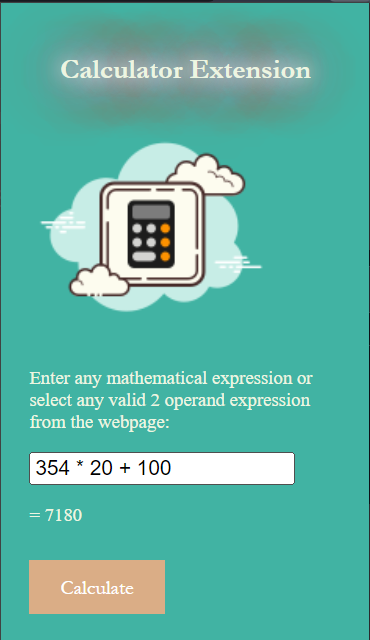 Calculator Extension
Enter any mathematical expression or
select any valid 2 operand expression
from the webpage:
354 * 20 + 100
= 7180
Calculate